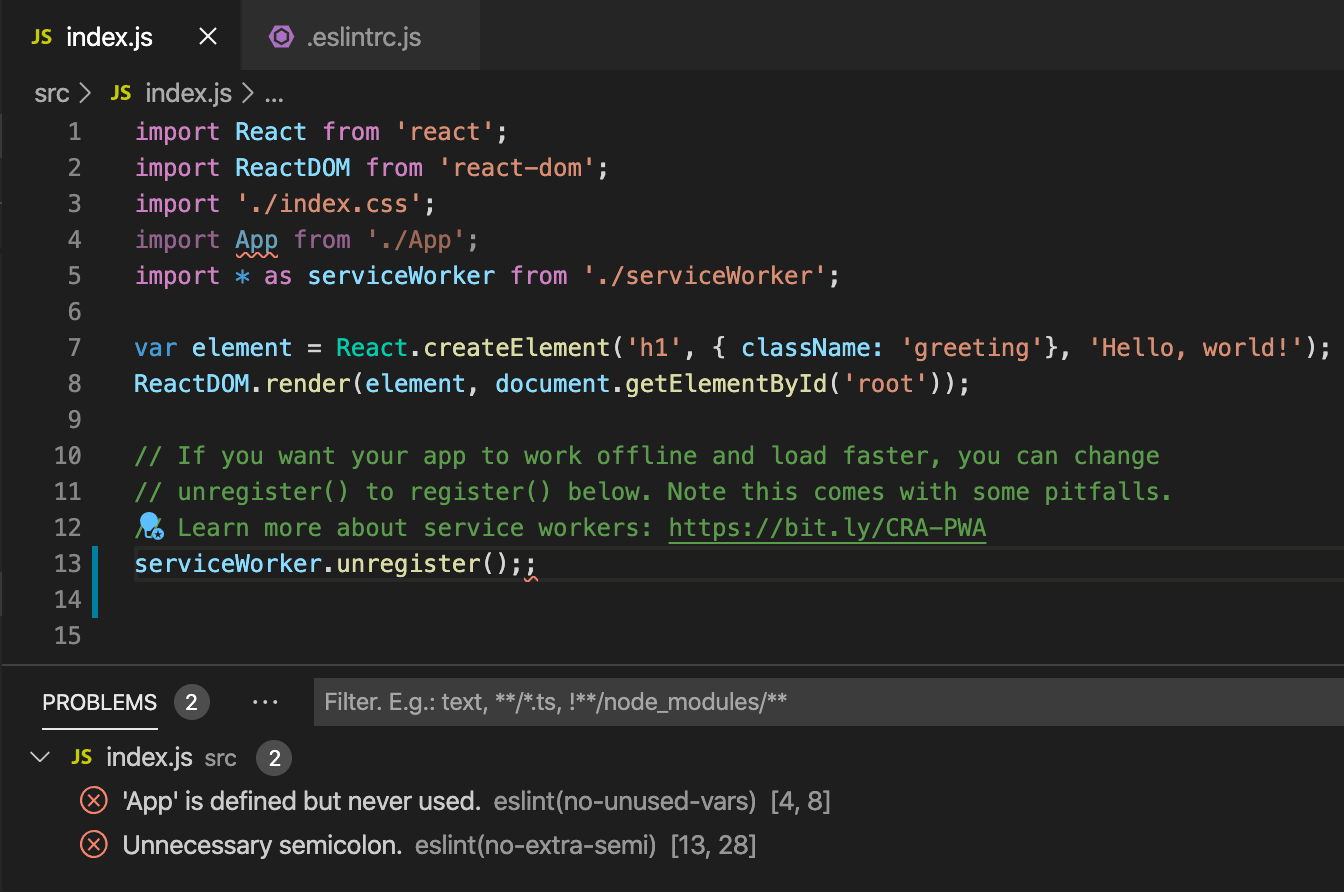 JS index.js × .eslintrc.js
src > JS index.js > ...
1 import React from 'react';
2 import ReactDOM from 'react-dom';
3 import './index.css';
4 import App from './App';
5 import * as serviceWorker from './serviceWorker';
6
7 var element = React.createElement('h1', { className: 'greeting'}, 'Hello, world!');
8 ReactDOM.render(element, document.getElementById('root'));
9
10 // If you want your app to work offline and load faster, you can change
11 // unregister() to register() below. Note this comes with some pitfalls.
12 // Learn more about service workers: https://bit.ly/CRA-PWA
13 serviceWorker.unregister();;
14
15
PROBLEMS 2 ... Filter. E.g.: text, **/*.ts, !**/node_modules/**
JS index.js src 2
'App' is defined but never used. eslint(no-unused-vars) [4, 8]
Unnecessary semicolon. eslint(no-extra-semi) [13, 28]